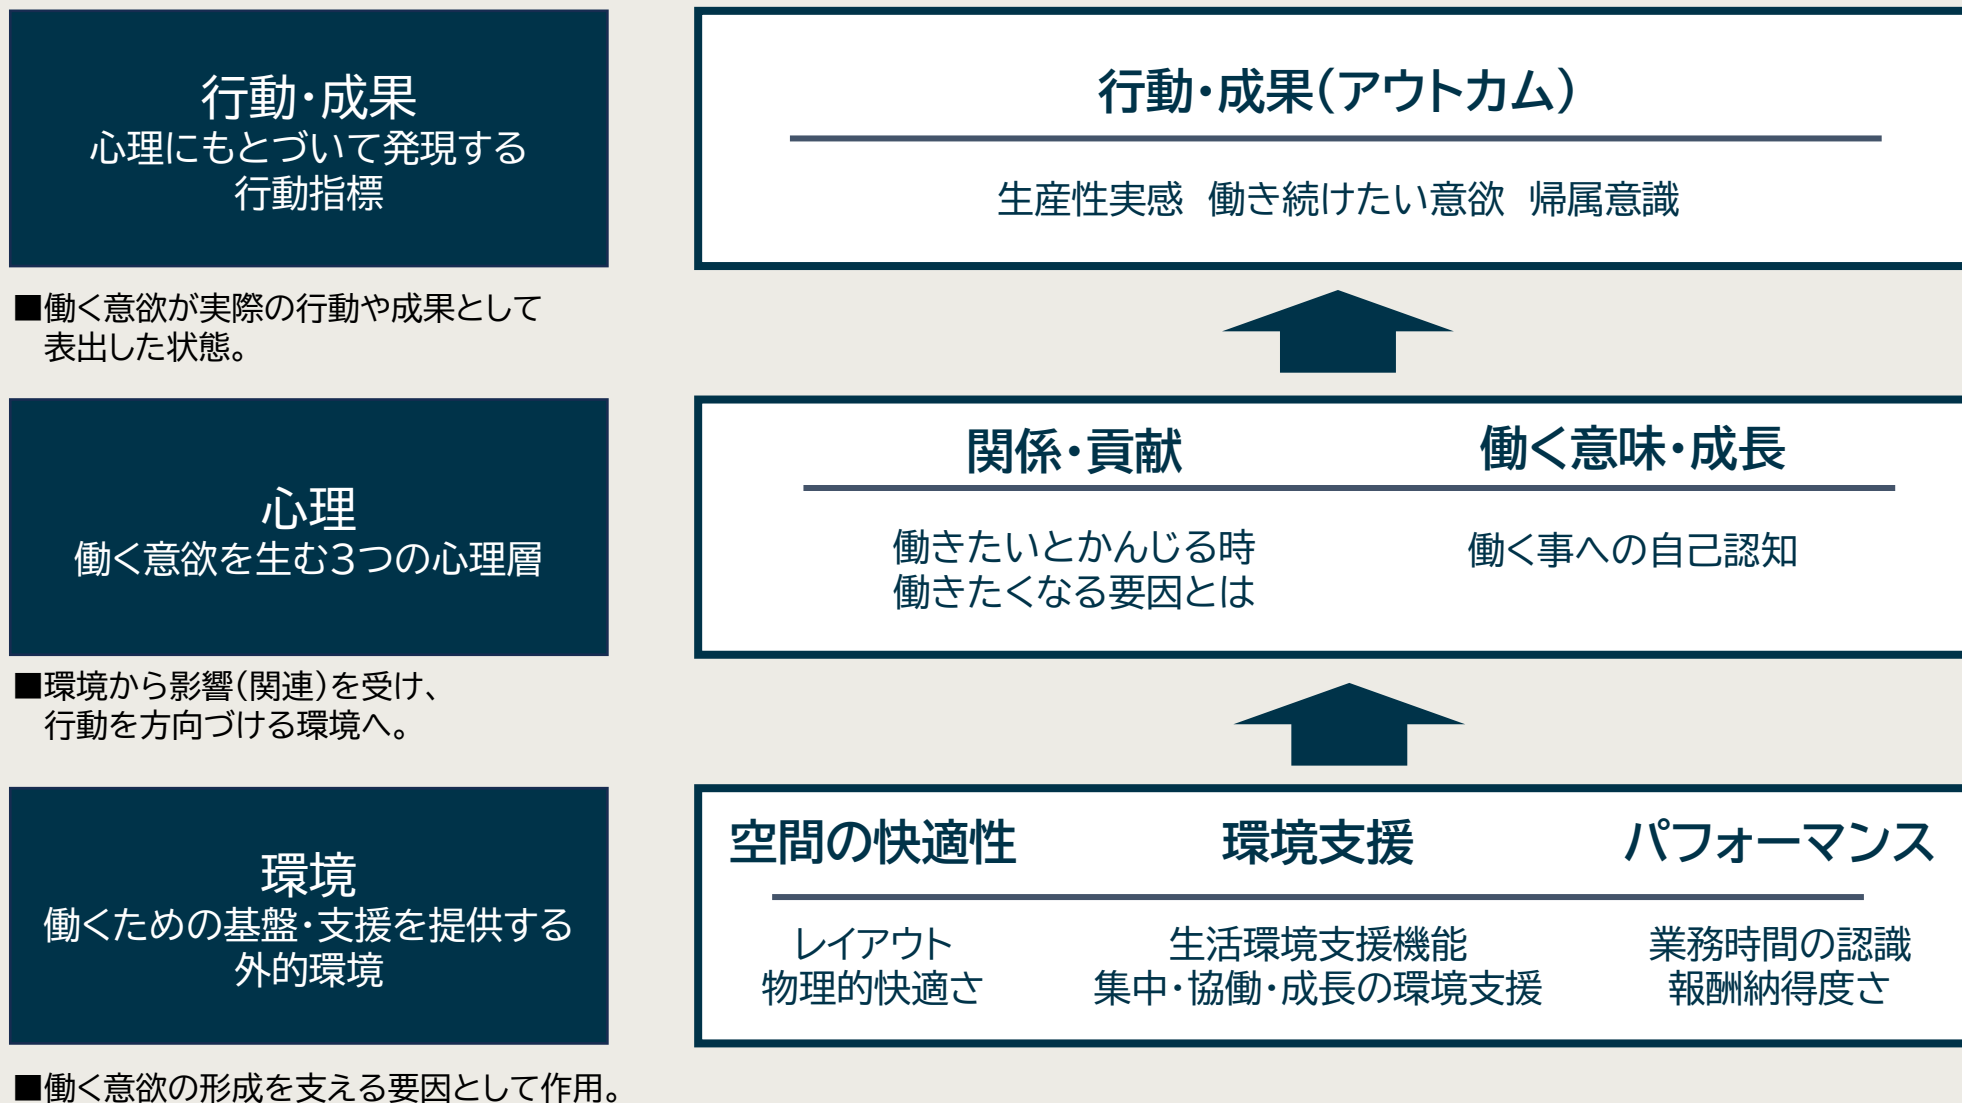 行動・成果
心理にもとづいて発現する
行動指標
行動・成果(アウトカム)
生産性実感 働き続けたい意欲 帰属意識
■働く意欲が実際の行動や成果として
表出した状態。
心理
働く意欲を生む3つの心理層
関係・貢献 働く意味・成長
働きたいとかんじる時
働きたくなる要因とは
働く事への自己認知
■環境から影響(関連)を受け、
行動を方向づける環境へ。
環境
働くための基盤・支援を提供する
外的環境
空間の快適性 環境支援 パフォーマンス
レイアウト
物理的快適さ
生活環境支援機能
集中・協働・成長の環境支援
業務時間の認識
報酬納得度さ
■働く意欲の形成を支える要因として作用。